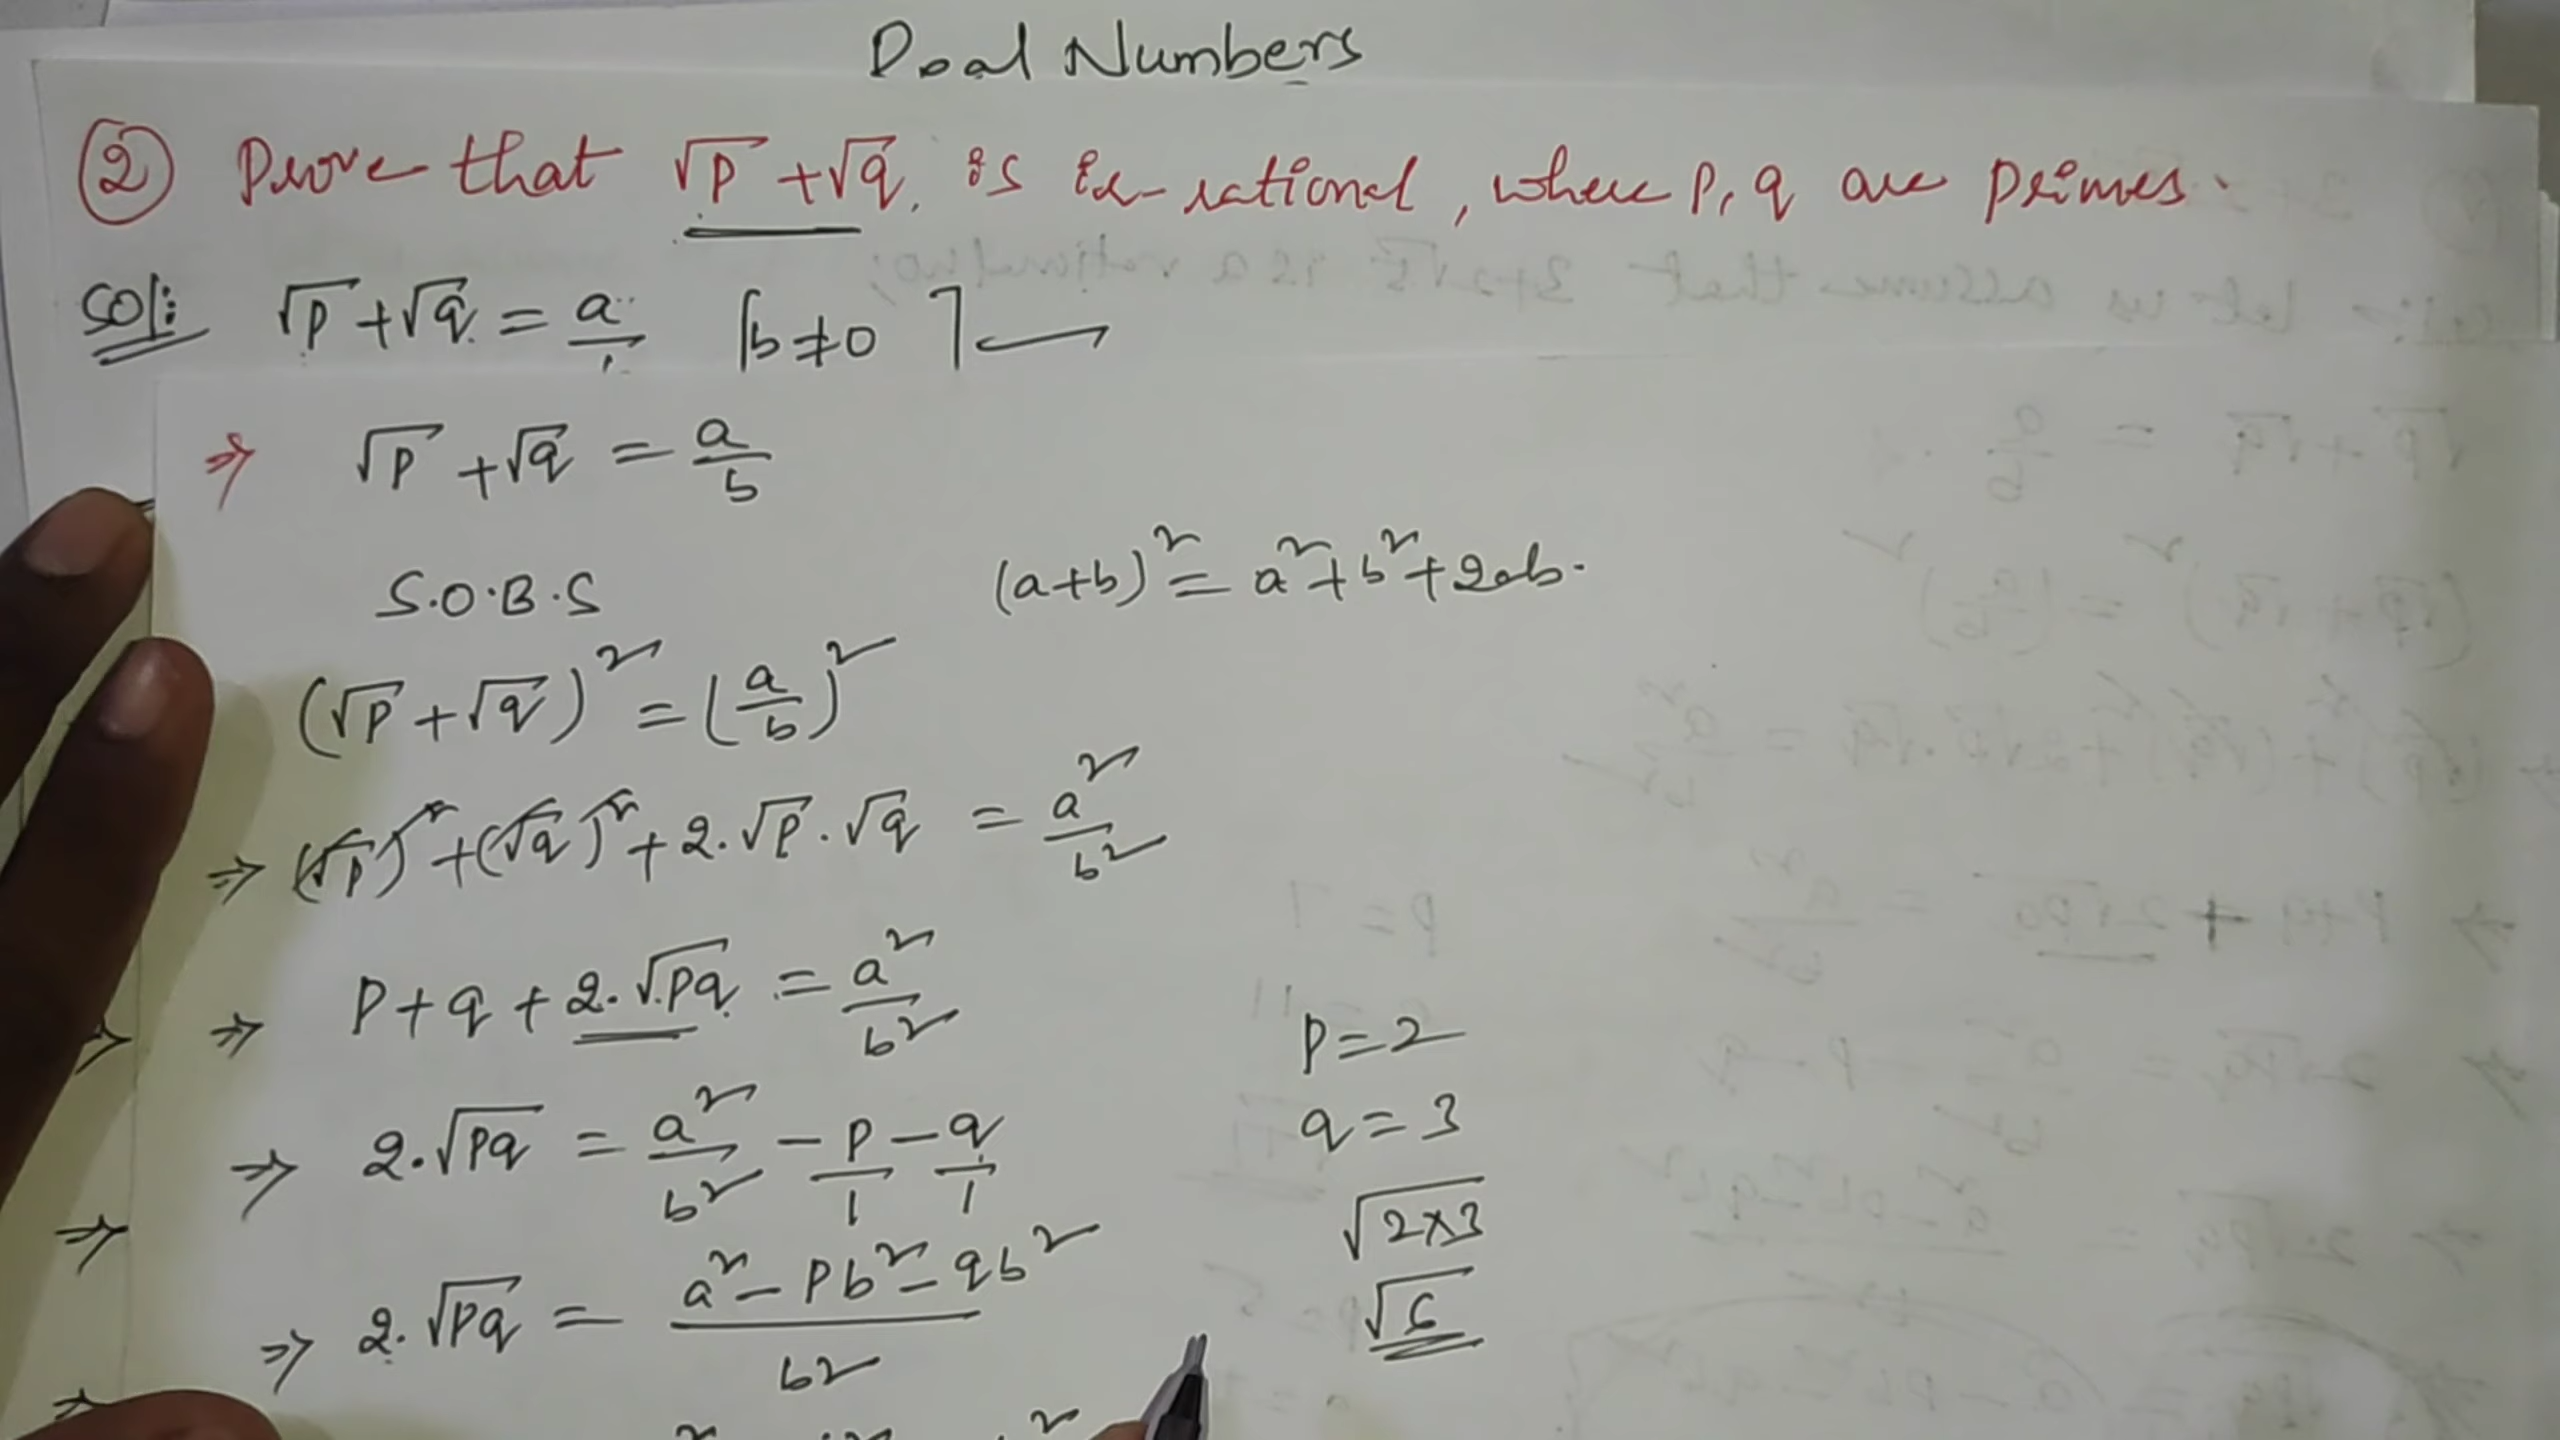 Real Numbers
② Prove that √p + √q is ir-rational, where p, q are primes.
Sol: √p + √q = a/ [b ≠ 0 ]
⇒ √p + √q = a/b
S.O.B.S (a+b)² = a² + b² + 2ab.
(√p + √q)² = (a/b)²
⇒ (√p)² + (√q)² + 2.√p.√q = a²/b²
⇒ p + q + 2.√pq = a²/b²
p = 2
⇒ 2.√pq = a²/b² - p/1 - q/1
q = 3
√2×3
⇒ 2.√pq = a² - pb² - qb² / b²
√6